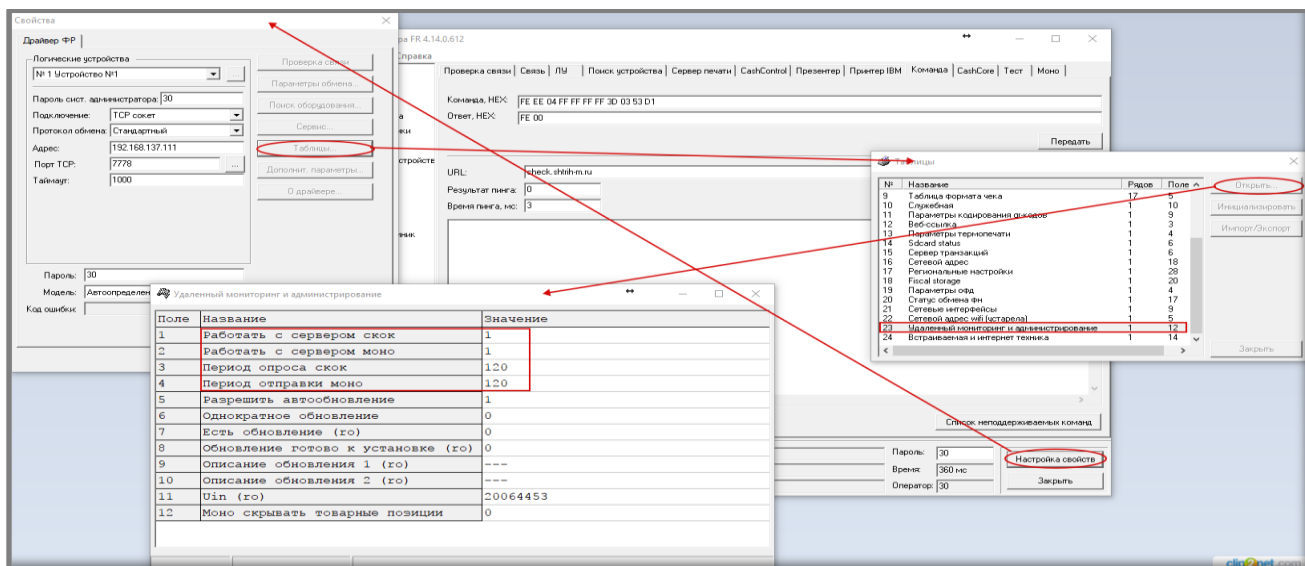 Свойства
Драйвер ФР
Логические устройства
№ 1 Устройство №1
...
Проверка связи
Параметры обмена...
Пароль сист. администратора: 30
Поиск оборудования...
Подключение: TCP сокет
Сервис...
Протокол обмена: Стандартный
Таблицы...
Адрес: 192.168.137.111
Порт TCP: 7778
...
Дополнит. параметры...
Таймаут: 1000
О драйвере...
Пароль: 30
Модель:
Код ошибки:
FR 4.14.0.612
Справка
Проверка связи Связь ЛУ Поиск устройства Сервер печати CashControl Презентер Принтер IBM Команда CashCore Тест Моно
Команда, HEX: FE EE 04 FF FF FF FF 3D 03 53 D1
Ответ, HEX: FE 00
Передать
URL: check.shtrih-m.ru
Результат пинга: 0
Время пинга, мс: 3
Список неподдерживаемых команд
Пароль: 30
Настройка свойств
Время: 360 мс
Закрыть
Оператор: 30
Таблицы
№ Название Рядов Поле
9 Таблица формата чека 17 5
10 Служебная 1 10
11 Параметры кодирования qr-кодов 1 9
12 Веб-ссылка 1 3
13 Параметры термопечати 1 4
14 Sdcard status 1 6
15 Сервер транзакций 1 6
16 Сетевой адрес 1 18
17 Региональные настройки 1 28
18 Fiscal storage 1 20
19 Параметры офд 1 4
20 Статус обмена фн 1 17
21 Сетевые интерфейсы 1 9
22 Сетевой адрес wifi (устарела) 1 5
23 Удаленный мониторинг и администрирование 1 12
24 Встраиваемая и интернет техника 1 14
Открыть...
Инициализировать
Импорт/Экспорт
Закрыть
Удаленный мониторинг и администрирование
Поле Название Значение
1 Работать с сервером скок 1
2 Работать с сервером моно 1
3 Период опроса скок 120
4 Период отправки моно 120
5 Разрешить автообновление 1
6 Однократное обновление 0
7 Есть обновление (ro) 0
8 Обновление готово к установке (ro) 0
9 Описание обновления 1 (ro) ---
10 Описание обновления 2 (ro) ---
11 Uin (ro) 20064453
12 Моно скрывать товарные позиции 0
clip2net.com